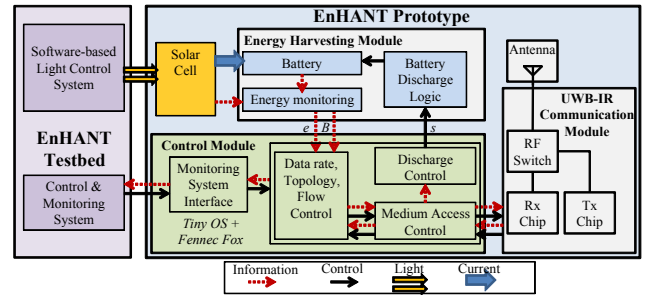 EnHANT Prototype
Software-based
Light Control
System
Solar
Cell
Energy Harvesting Module
Battery
Energy monitoring
Battery
Discharge
Logic
Antenna
UWB-IR
Communication
Module
RF
Switch
Rx
Chip
Tx
Chip
e
B
s
EnHANT
Testbed
Control &
Monitoring
System
Control Module
Monitoring
System
Interface
Tiny OS +
Fennec Fox
Data rate,
Topology,
Flow
Control
Discharge
Control
Medium Access
Control
Information
Control
Light
Current